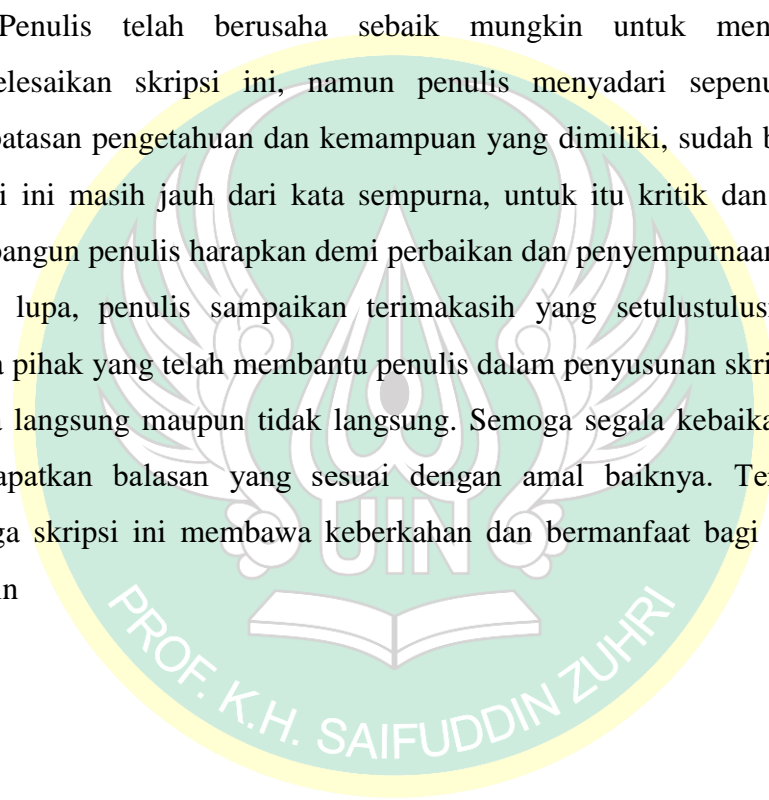 Penulis telah berusaha sebaik mungkin untuk men
elesaikan skripsi ini, namun penulis menyadari sepenu
batasan pengetahuan dan kemampuan yang dimiliki, sudah b
i ini masih jauh dari kata sempurna, untuk itu kritik dan
bangun penulis harapkan demi perbaikan dan penyempurnaan
lupa, penulis sampaikan terimakasih yang setulustulus
a pihak yang telah membantu penulis dalam penyusunan skri
a langsung maupun tidak langsung. Semoga segala kebaika
apatkan balasan yang sesuai dengan amal baiknya. Te
ga skripsi ini membawa keberkahan dan bermanfaat bagi
in
UIN
PROF. K.H. SAIFUDDIN ZUHRI